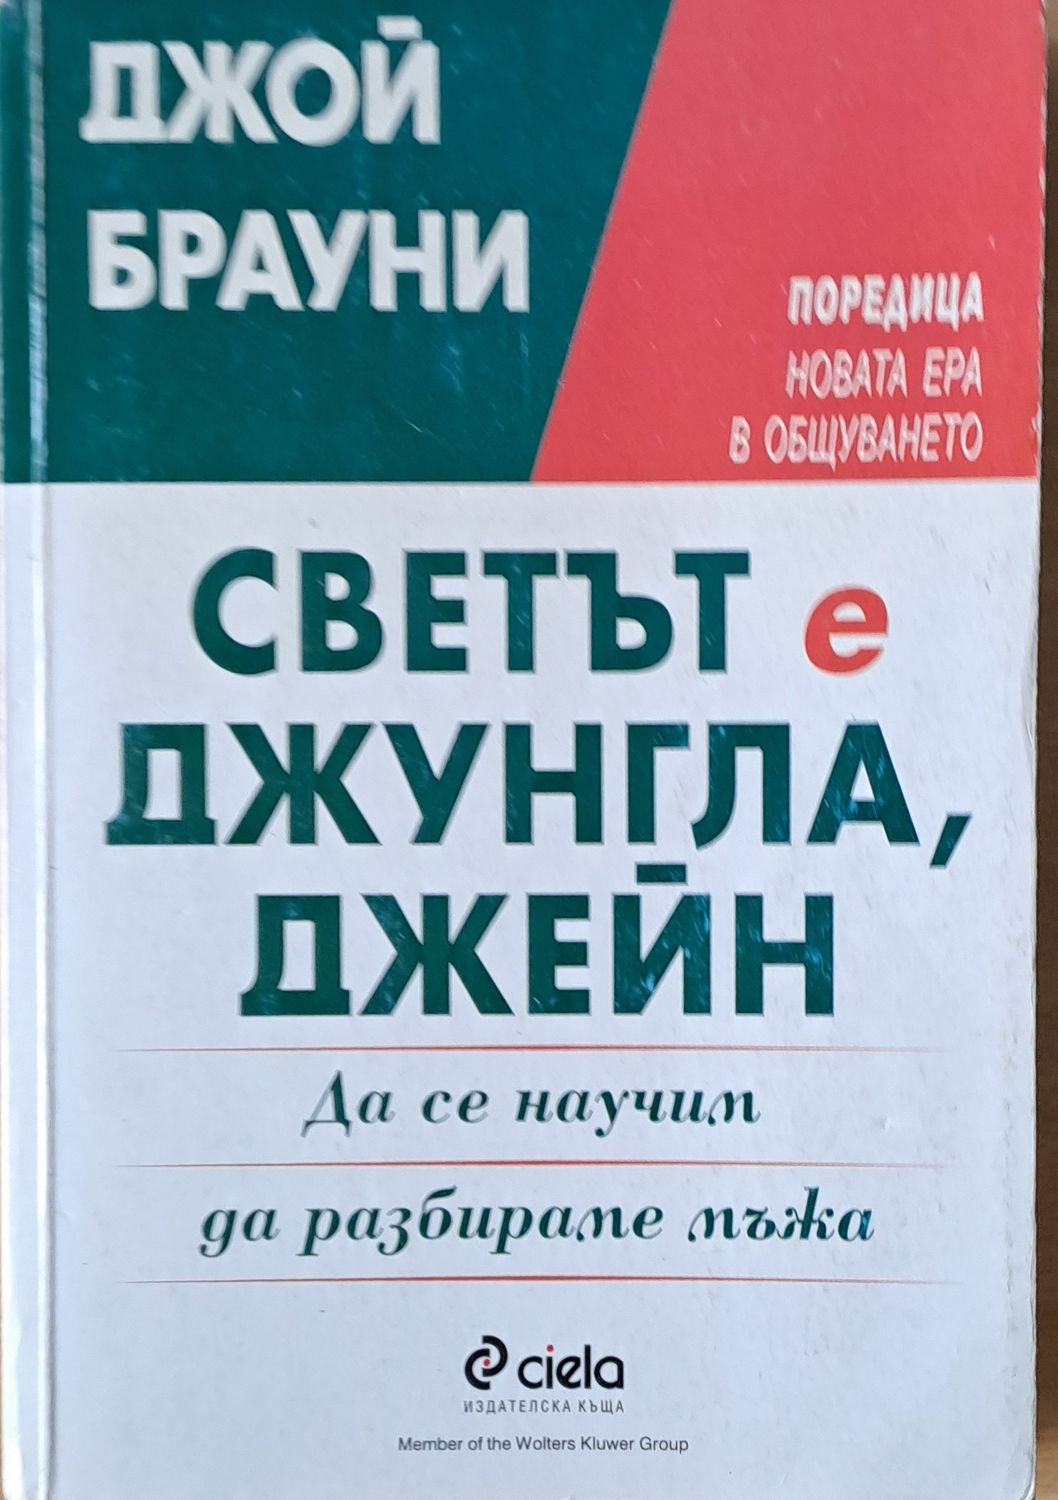 ДЖОЙ
БРАУНИ
ПОРЕДИЦА
НОВАТА ЕРА
В ОБЩУВАНЕТО
СВЕТЪТ е
ДЖУНГЛА,
ДЖЕЙН
Да се научим
да разбираме мъжа
ciela
ИЗДАТЕЛСКА КЪЩА
Member of the Wolters Kluwer Group